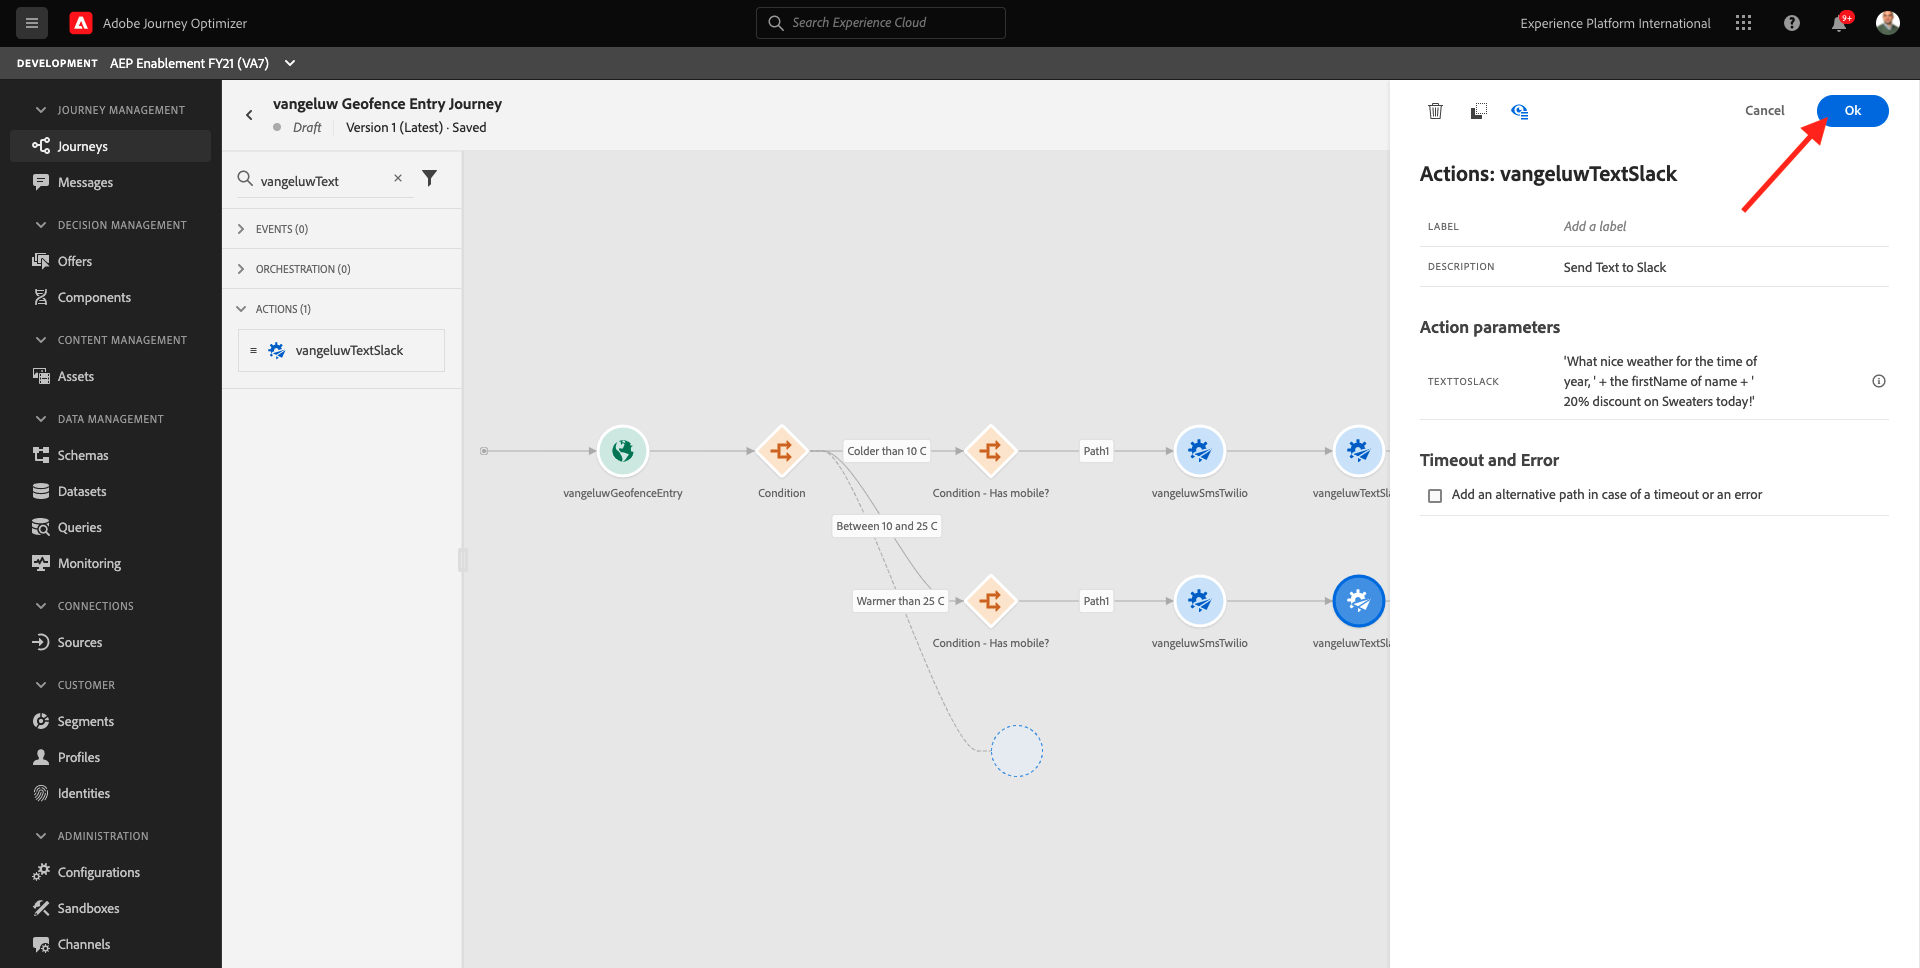 Adobe Journey Optimizer
Search Experience Cloud
Experience Platform International
9+
DEVELOPMENT AEP Enablement FY21 (VA7)
JOURNEY MANAGEMENT
Journeys
Messages
DECISION MANAGEMENT
Offers
Components
CONTENT MANAGEMENT
Assets
DATA MANAGEMENT
Schemas
Datasets
Queries
Monitoring
CONNECTIONS
Sources
CUSTOMER
Segments
Profiles
Identities
ADMINISTRATION
Configurations
Sandboxes
Channels
vangeluw Geofence Entry Journey
Draft Version 1 (Latest) · Saved
vangeluwText
EVENTS (0)
ORCHESTRATION (0)
ACTIONS (1)
vangeluwTextSlack
Colder than 10 C
Path1
vangeluwGeofenceEntry
Condition
Condition - Has mobile?
vangeluwSmsTwilio
vangeluwTextSla
Between 10 and 25 C
Warmer than 25 C
Path1
Condition - Has mobile?
vangeluwSmsTwilio
vangeluwTextSla
Cancel
Ok
Actions: vangeluwTextSlack
LABEL Add a label
DESCRIPTION Send Text to Slack
Action parameters
TEXTTOSLACK
'What nice weather for the time of
year, ' + the firstName of name + '
20% discount on Sweaters today!'
Timeout and Error
Add an alternative path in case of a timeout or an error